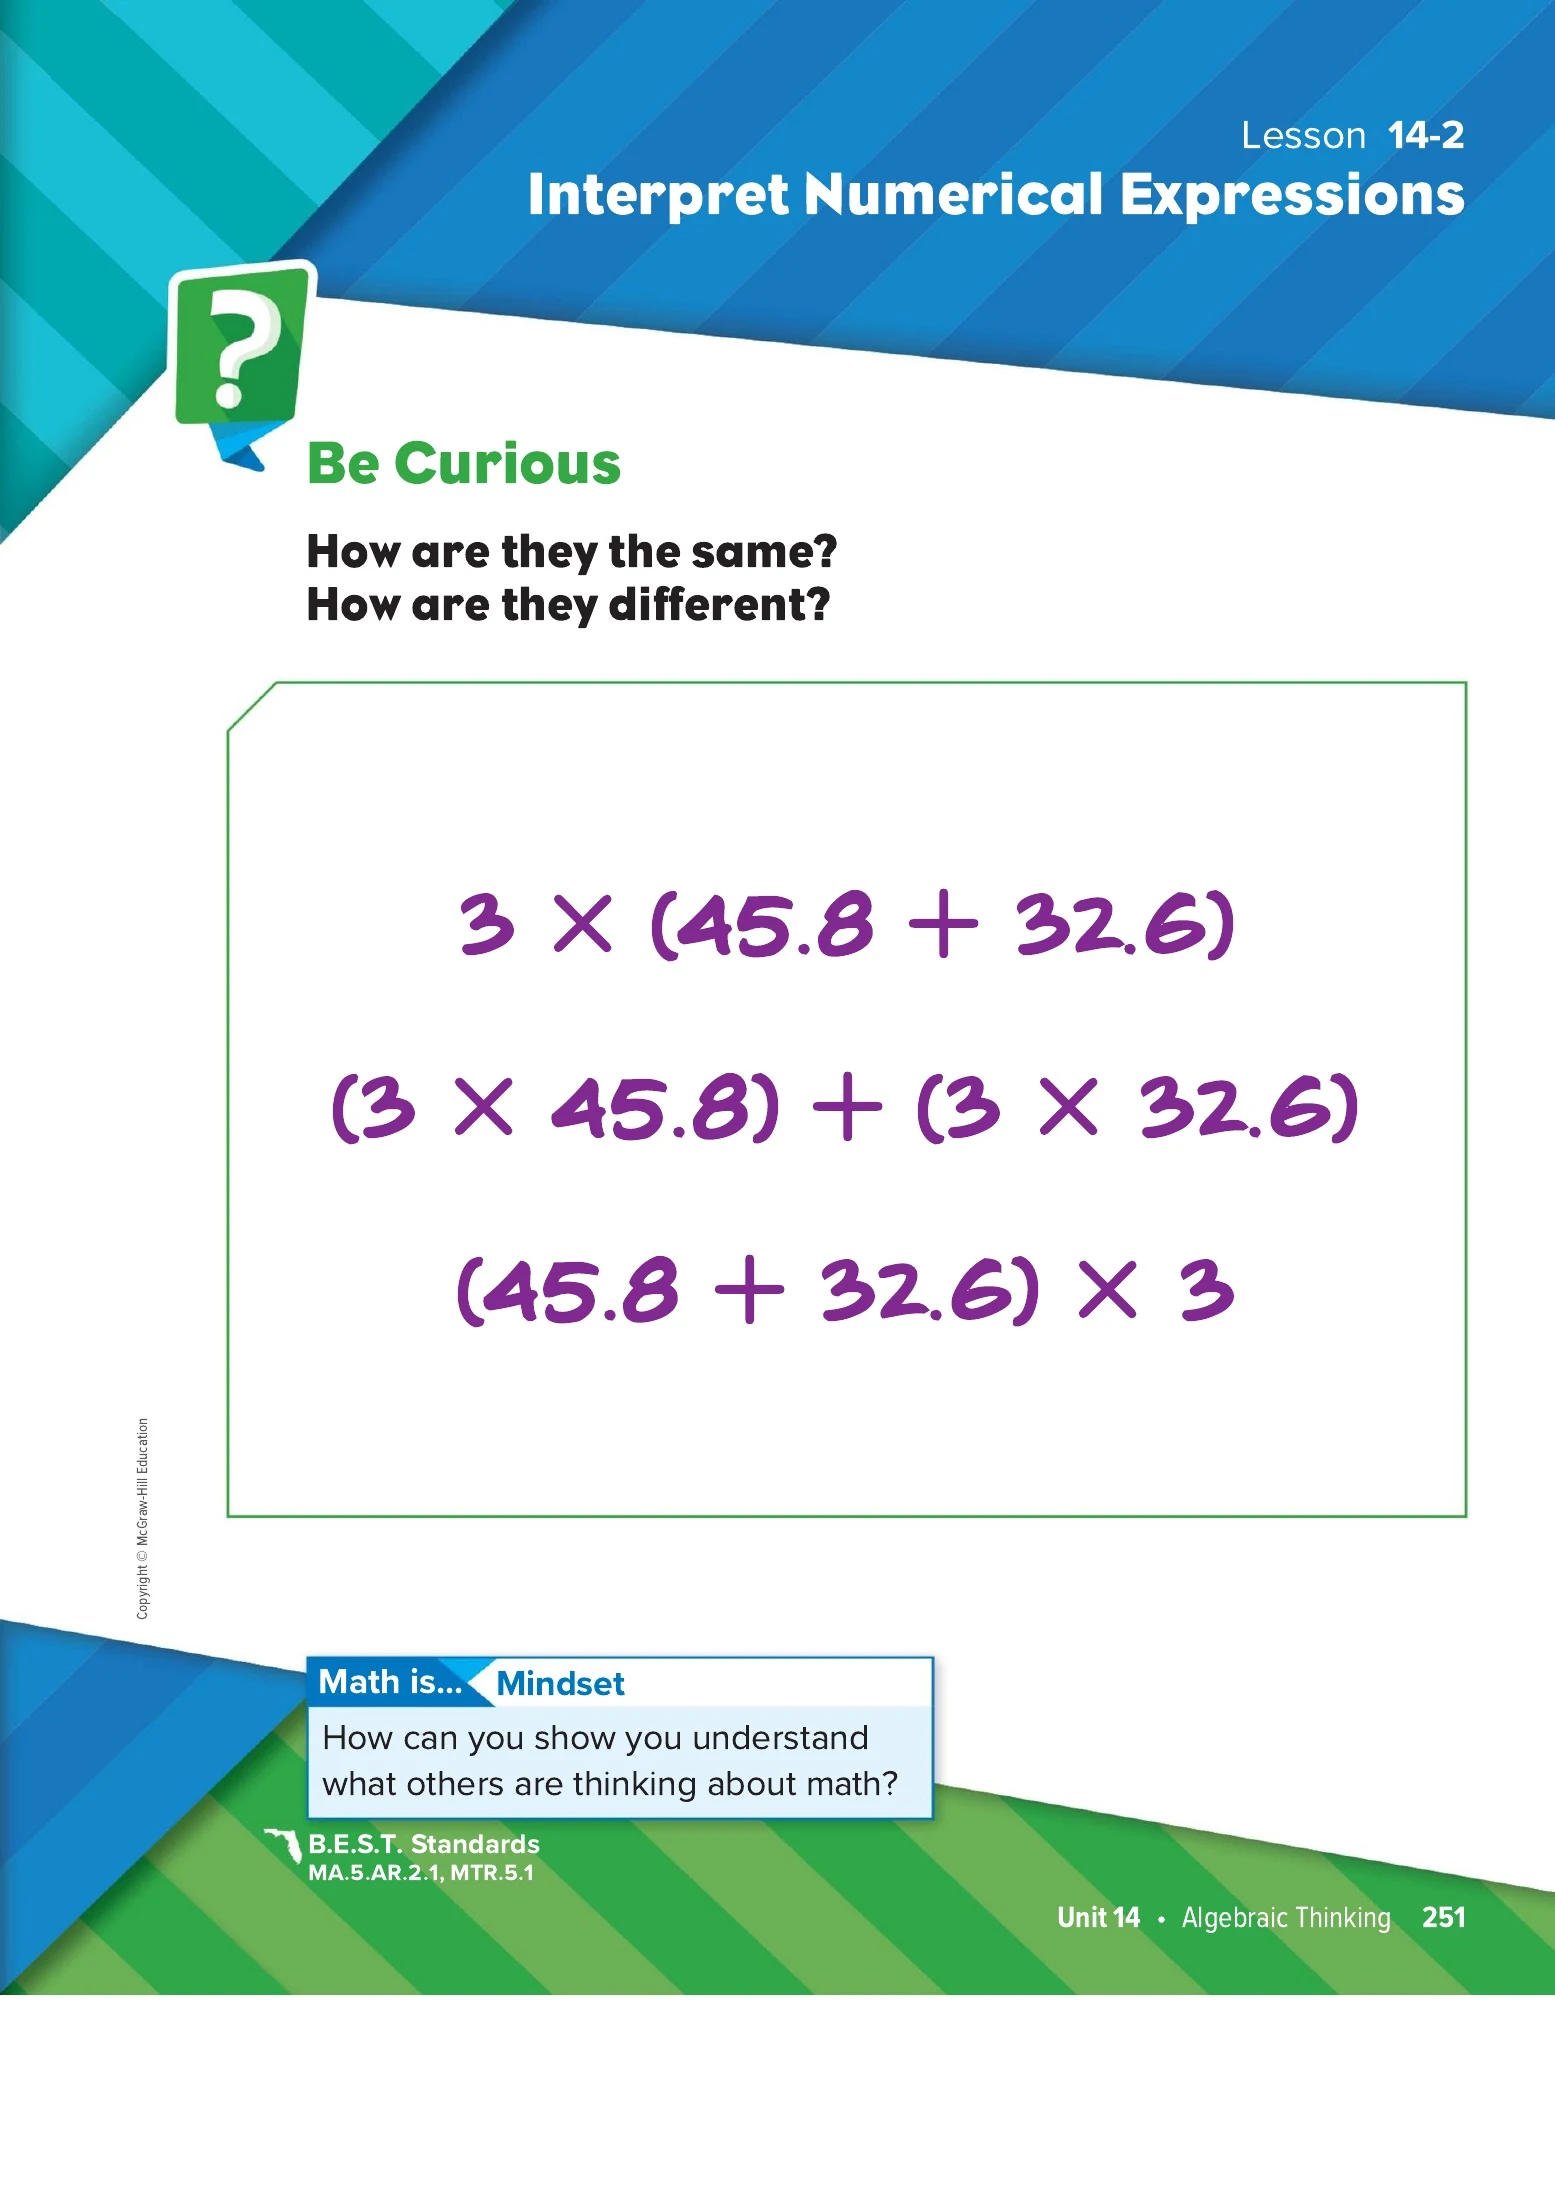 Lesson 14-2
Interpret Numerical Expressions
?
Be Curious
How are they the same?
How are they different?
3 × (45.8 + 32.6)
(3 × 45.8) + (3 × 32.6)
(45.8 + 32.6) × 3
Copyright © McGraw-Hill Education
Math is... Mindset
How can you show you understand
what others are thinking about math?
B.E.S.T. Standards
MA.5.AR.2.1, MTR.5.1
Unit 14 • Algebraic Thinking 251